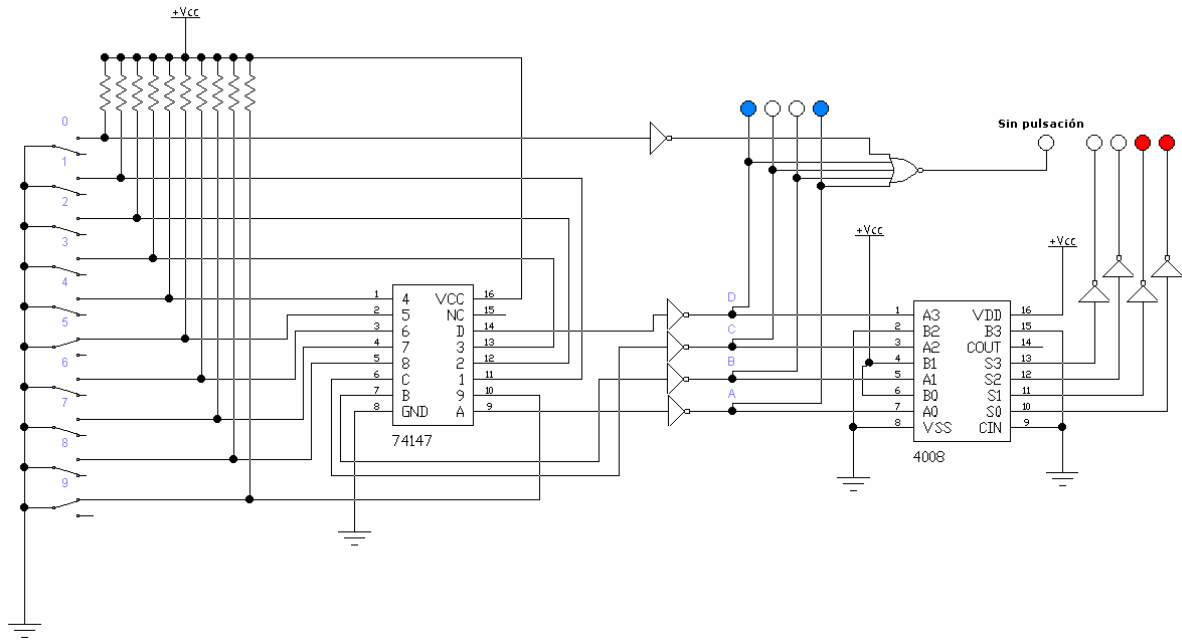 +Vcc
0
1
2
3
4
5
6
7
8
9
1 4 VCC 16
2 5 NC 15
3 6 D 14
4 7 3 13
5 8 2 12
6 C 1 11
7 B 9 10
8 GND A 9
74147
D
C
B
A
Sin pulsación
+Vcc
+Vcc
1 A3 VDD 16
2 B2 B3 15
3 A2 COUT 14
4 B1 S3 13
5 A1 S2 12
6 B0 S1 11
7 A0 S0 10
8 VSS CIN 9
4008